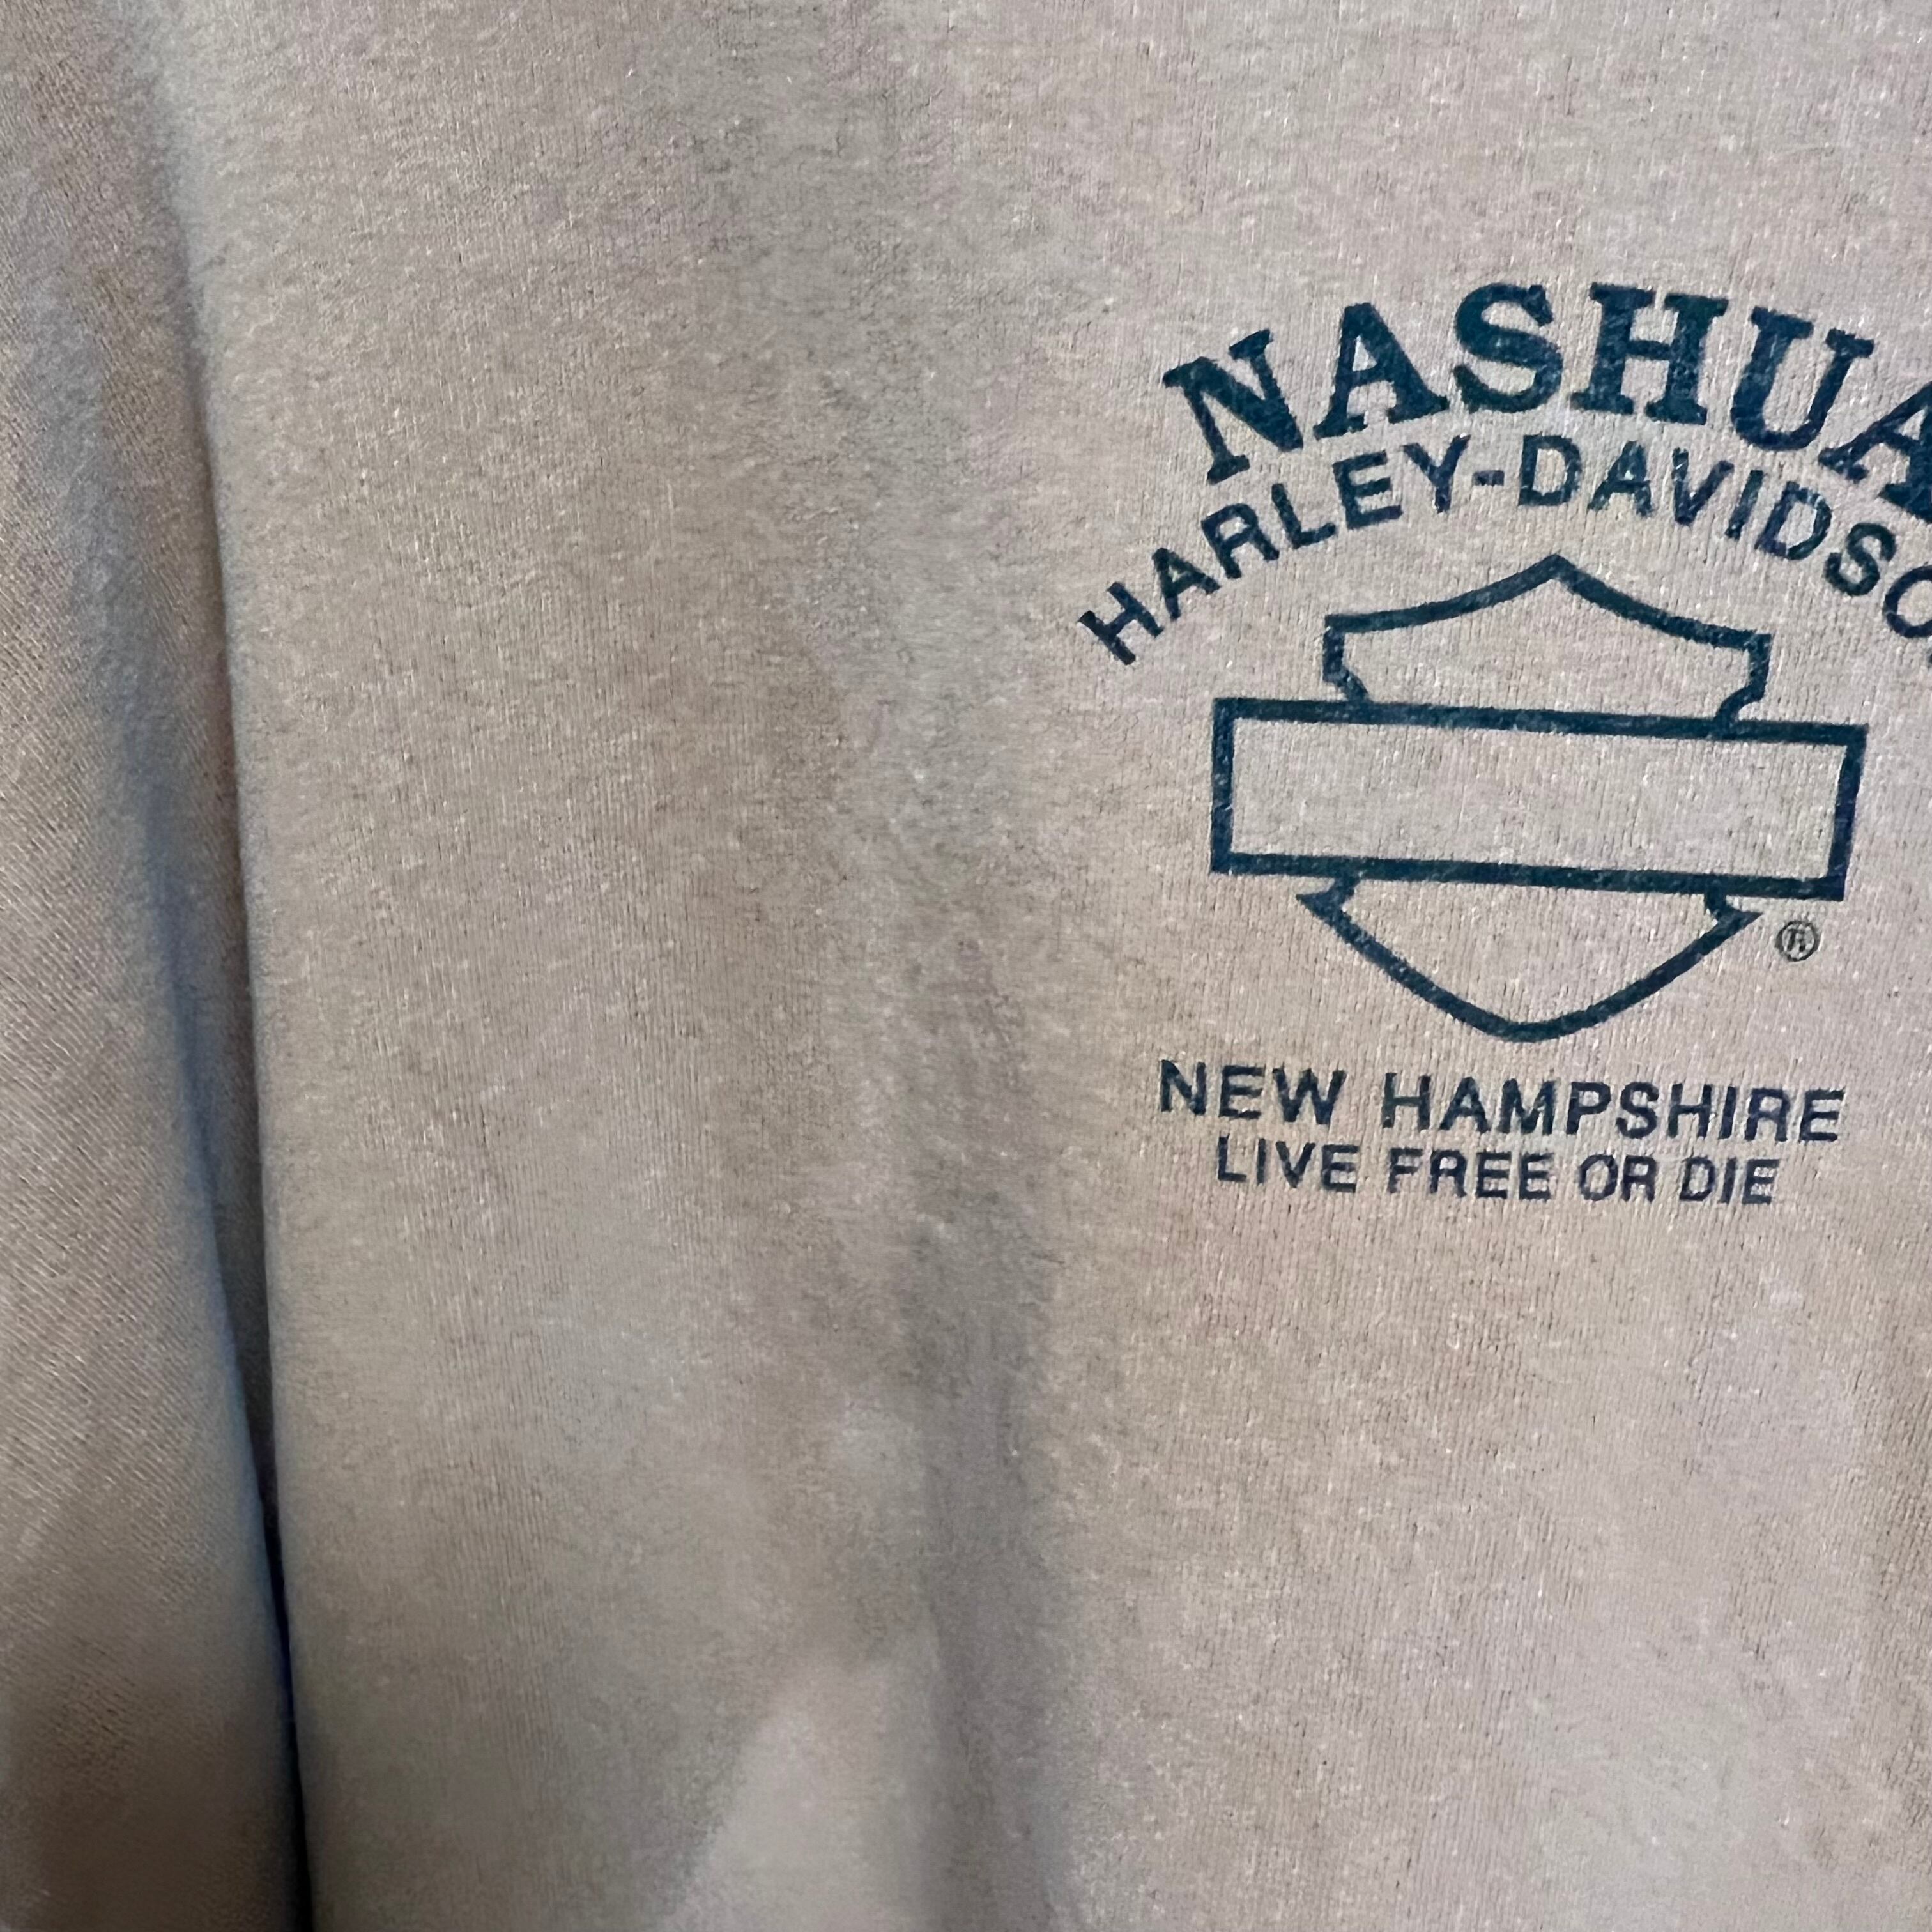 NASHUA
HARLEY-DAVIDSO
®
NEW HAMPSHIRE
LIVE FREE OR DIE